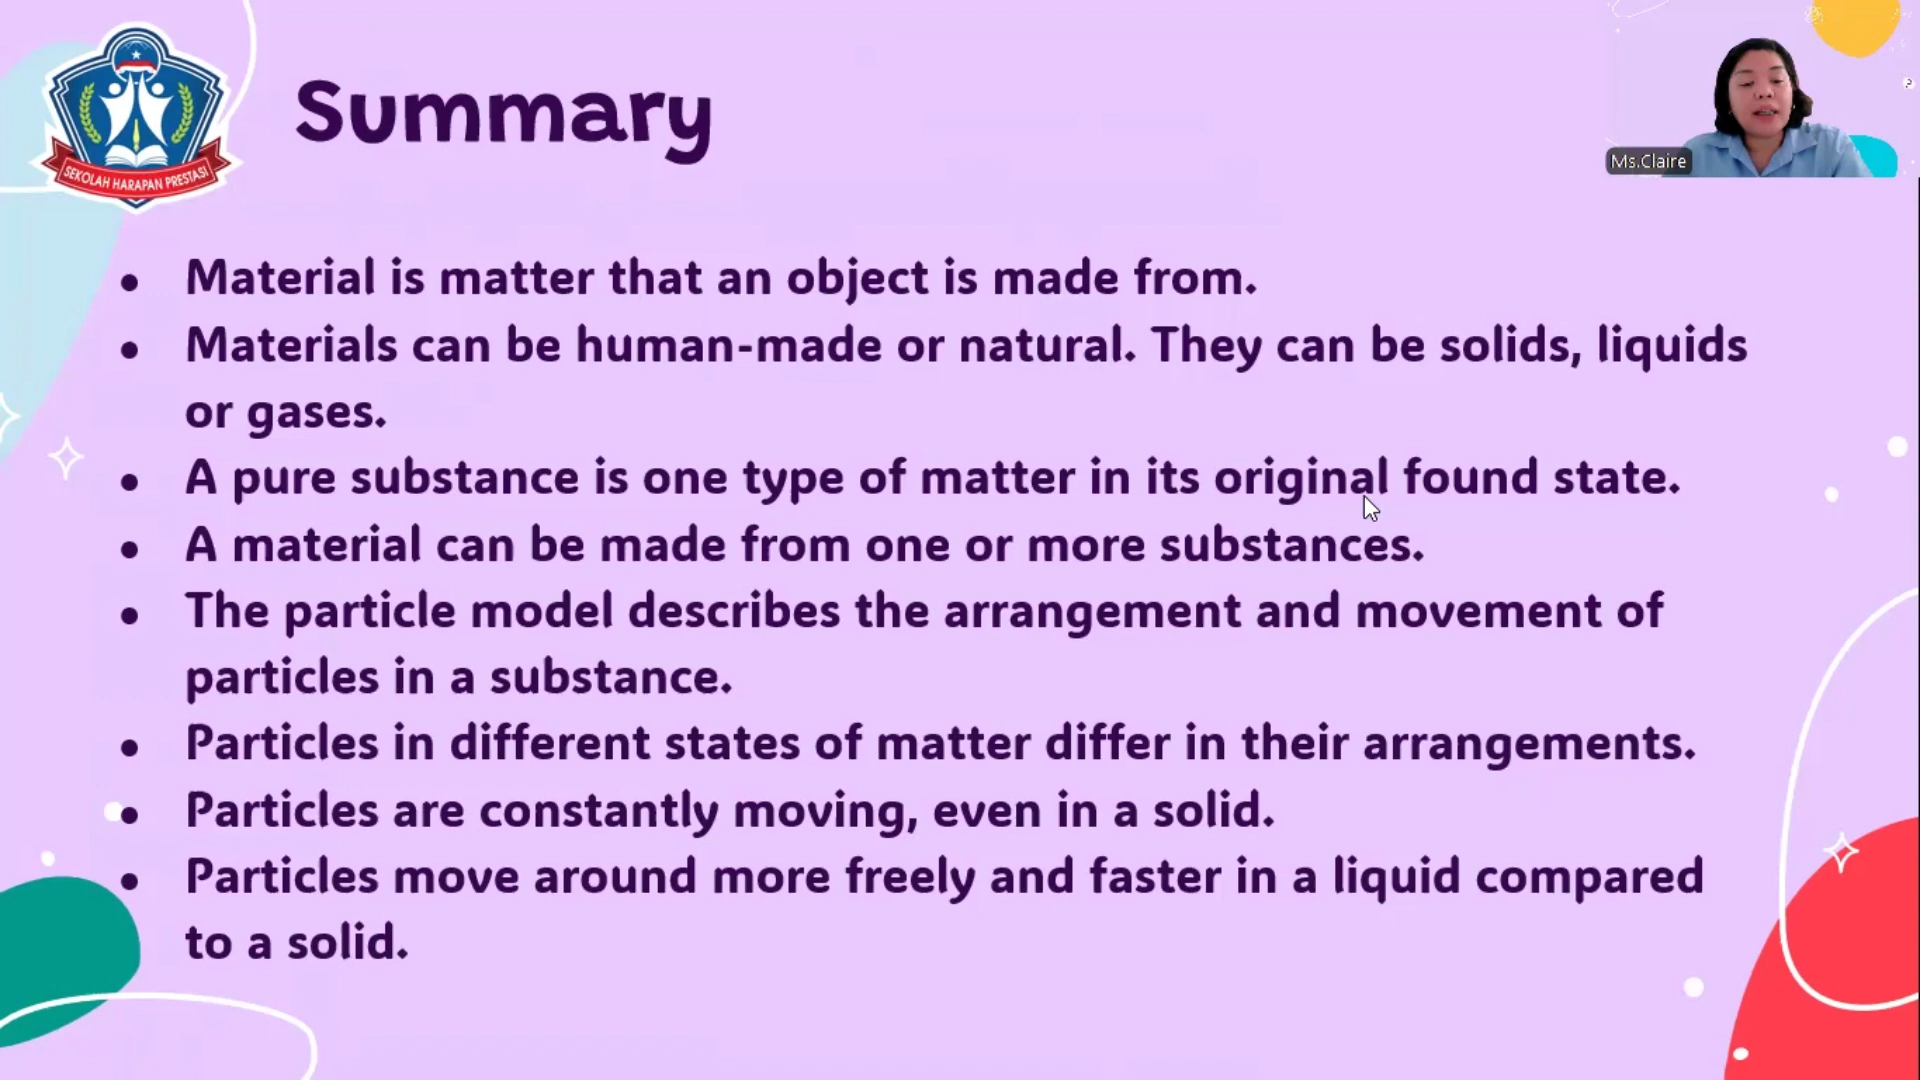 SEKOLAH HARAPAN PRESTASI
Summary
Ms.Claire
• Material is matter that an object is made from.
• Materials can be human-made or natural. They can be solids, liquids
or gases.
• A pure substance is one type of matter in its original found state.
• A material can be made from one or more substances.
• The particle model describes the arrangement and movement of
particles in a substance.
• Particles in different states of matter differ in their arrangements.
• Particles are constantly moving, even in a solid.
• Particles move around more freely and faster in a liquid compared
to a solid.